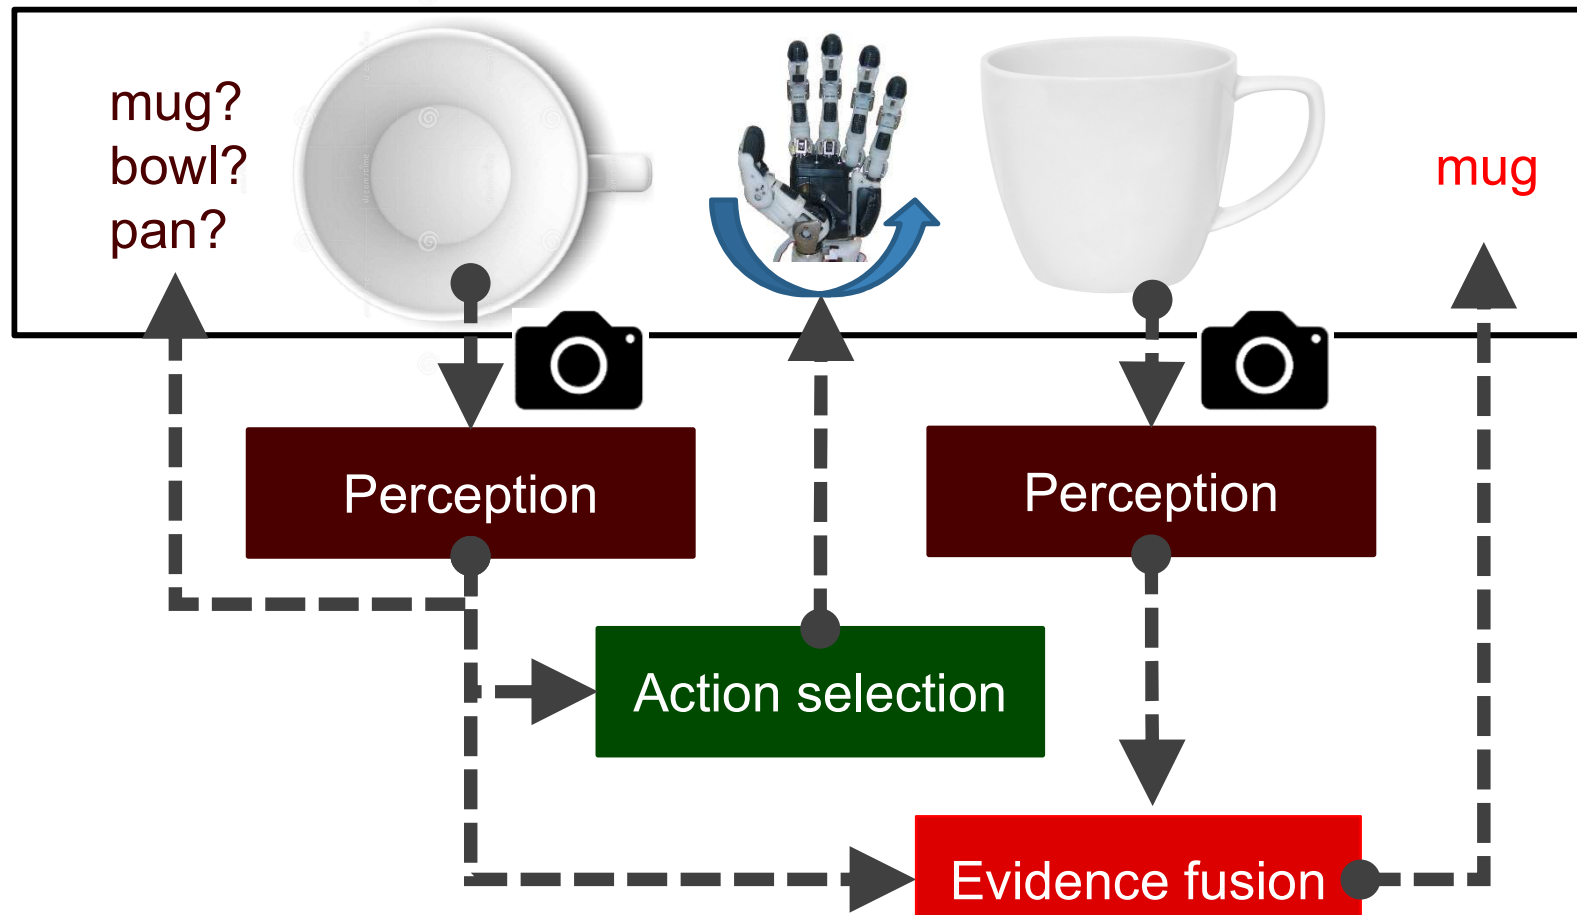 mug?
bowl?
pan?
mug
Perception
Perception
Action selection
Evidence fusion